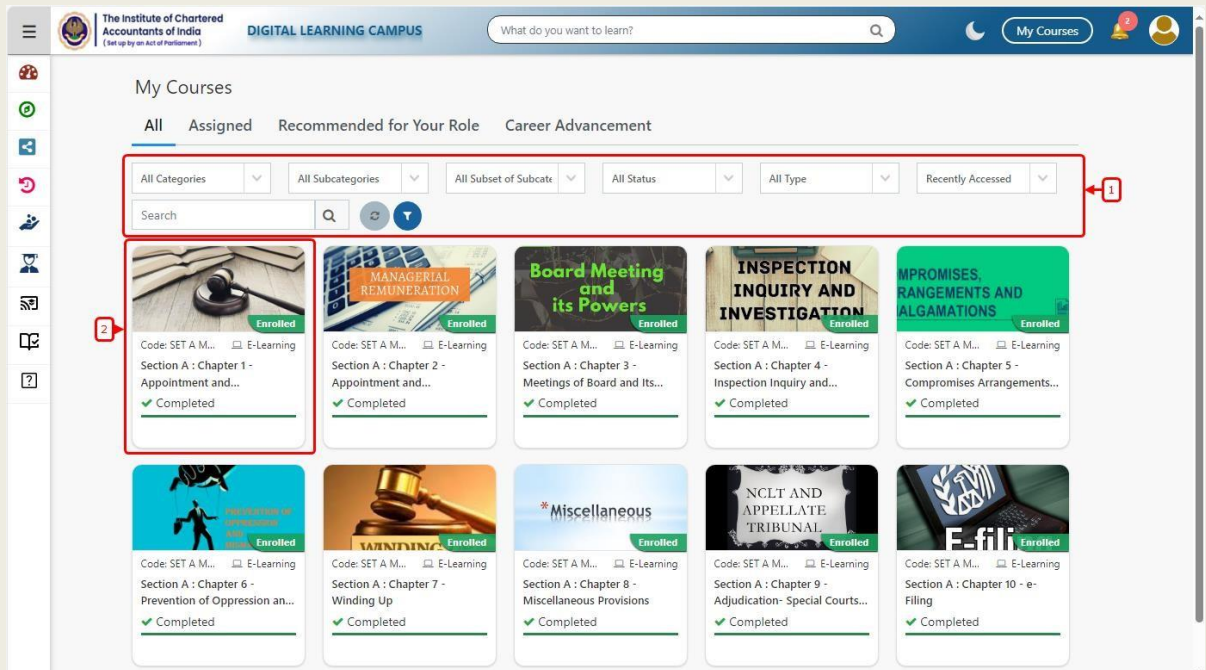 The Institute of Chartered
Accountants of India
(Set up by an Act of Parliament)
DIGITAL LEARNING CAMPUS
What do you want to learn?
My Courses
2
My Courses
All Assigned Recommended for Your Role Career Advancement
All Categories All Subcategories All Subset of Subcate All Status All Type Recently Accessed
1
Search
2
MANAGERIAL
REMUNERATION
Board Meeting
and
its Powers
INSPECTION
INQUIRY AND
INVESTIGATION
MPROMISES,
RANGEMENTS AND
ALGAMATIONS
Enrolled Enrolled Enrolled Enrolled Enrolled
Code: SET A M... E-Learning Code: SET A M... E-Learning Code: SET A M... E-Learning Code: SET A M... E-Learning Code: SET A M... E-Learning
Section A : Chapter 1 -
Appointment and...
Completed
Section A : Chapter 2 -
Appointment and...
Completed
Section A : Chapter 3 -
Meetings of Board and Its...
Completed
Section A : Chapter 4 -
Inspection Inquiry and...
Completed
Section A : Chapter 5 -
Compromises Arrangements...
Completed
PREVENTION OF
OPPRESSION
AND
WINDING
*Miscellaneous
NCLT AND
APPELLATE
TRIBUNAL
E-fili
Enrolled Enrolled Enrolled Enrolled Enrolled
Code: SET A M... E-Learning Code: SET A M... E-Learning Code: SET A M... E-Learning Code: SET A M... E-Learning Code: SET A M... E-Learning
Section A : Chapter 6 -
Prevention of Oppression an...
Completed
Section A : Chapter 7 -
Winding Up
Completed
Section A : Chapter 8 -
Miscellaneous Provisions
Completed
Section A : Chapter 9 -
Adjudication- Special Courts...
Completed
Section A : Chapter 10 - e-
Filing
Completed